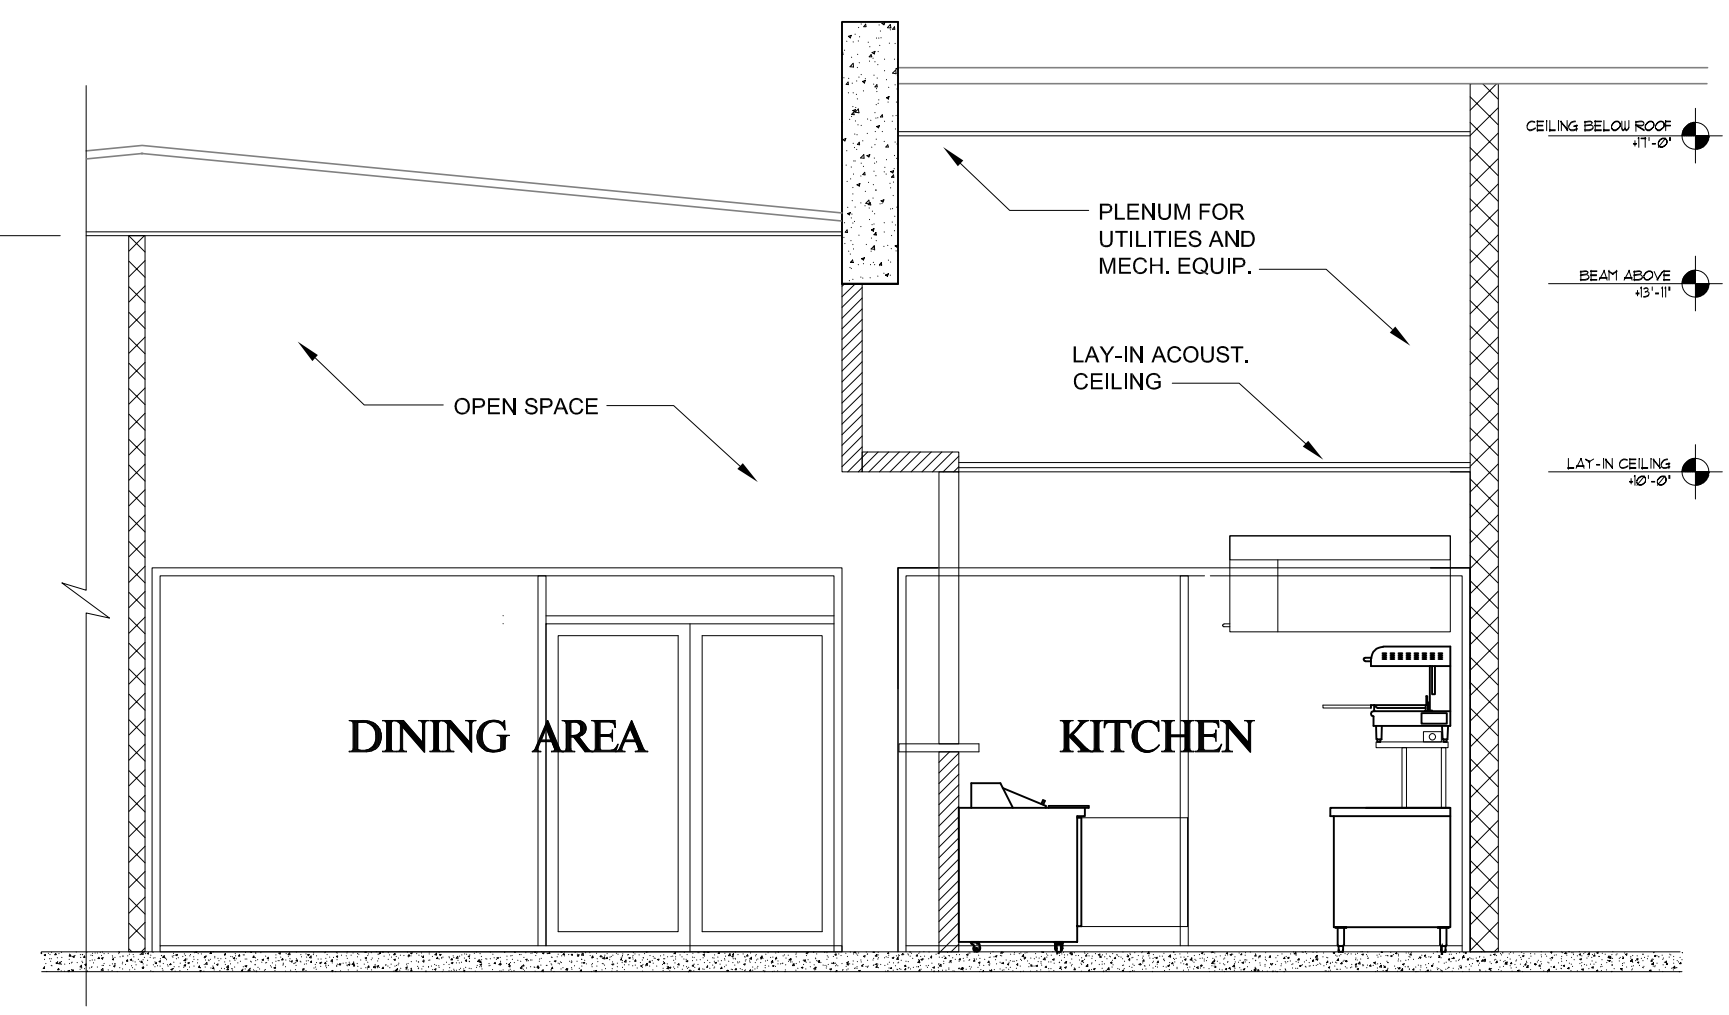 CEILING BELOW ROOF
+17'-0"
PLENUM FOR
UTILITIES AND
MECH. EQUIP.
BEAM ABOVE
+13'-11"
LAY-IN ACOUST.
CEILING
OPEN SPACE
LAY-IN CEILING
+10'-0"
DINING AREA
KITCHEN